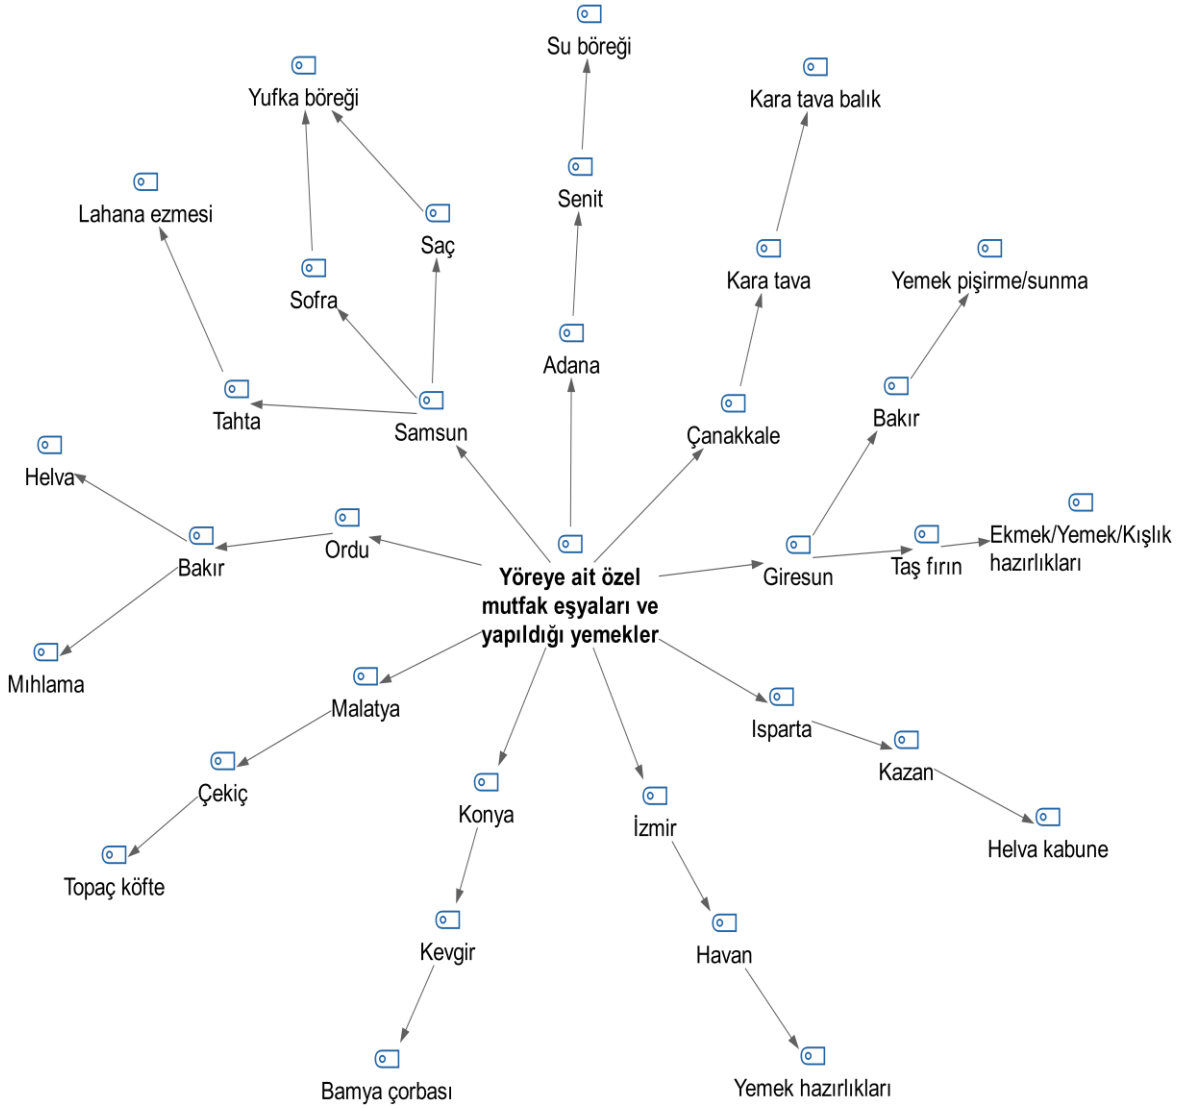 Su böreği
Yufka böreği
Kara tava balık
Lahana ezmesi
Senit
Saç
Sofra
Kara tava
Yemek pişirme/sunma
Adana
Tahta
Samsun
Çanakkale
Bakır
Helva
Bakır
Ordu
Yöreye ait özel
mutfak eşyaları ve
yapıldığı yemekler
Giresun
Taş fırın
Ekmek/Yemek/Kışlık
hazırlıkları
Mıhlama
Malatya
Isparta
Çekiç
Konya
İzmir
Kazan
Topaç köfte
Helva kabune
Kevgir
Havan
Bamya çorbası
Yemek hazırlıkları